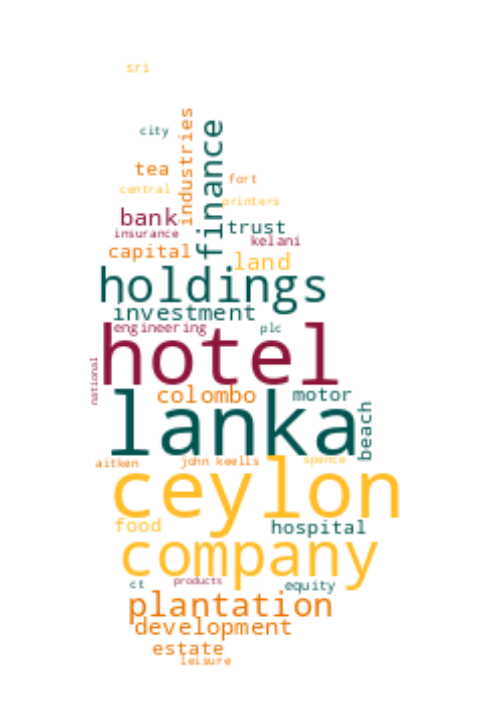 sri
city
industries
finance
tea
fort
central
printers
bank
trust
insurance
kelani
capital
land
holdings
investment
engineering
plc
hotel
national
colombo
motor
lanka
beach
aitken
john keells
spence
ceylon
food
hospital
company
ct
products
equity
plantation
development
estate
leisure